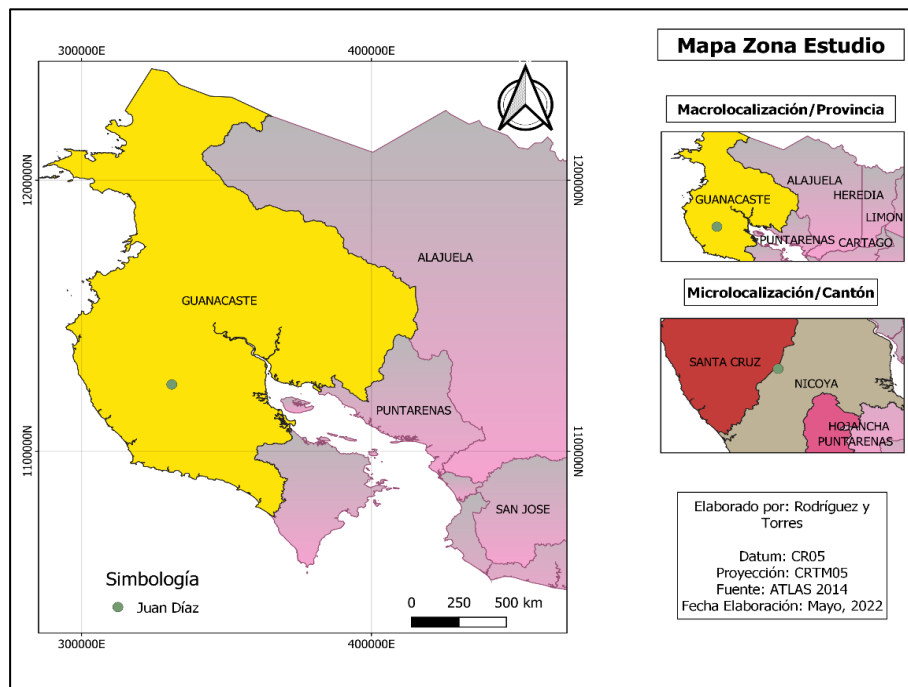 300000E
400000E
1200000N
1100000N
GUANACASTE
ALAJUELA
PUNTARENAS
SAN JOSE
Simbología
Juan Díaz
0 250 500 km
300000E
400000E
1200000N
1100000N
Mapa Zona Estudio
Macrolocalización/Provincia
ALAJUELA
HEREDIA
GUANACASTE
LIMON
PUNTARENAS
CARTAGO
Microlocalización/Cantón
SANTA CRUZ
NICOYA
HOJANCHA
PUNTARENAS
Elaborado por: Rodríguez y
Torres
Datum: CR05
Proyección: CRTM05
Fuente: ATLAS 2014
Fecha Elaboración: Mayo, 2022